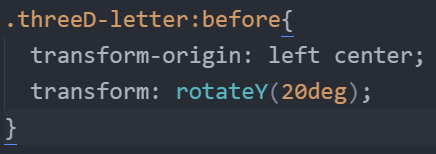 .threeD-letter:before{
transform-origin: left center;
transform: rotateY(20deg);
}